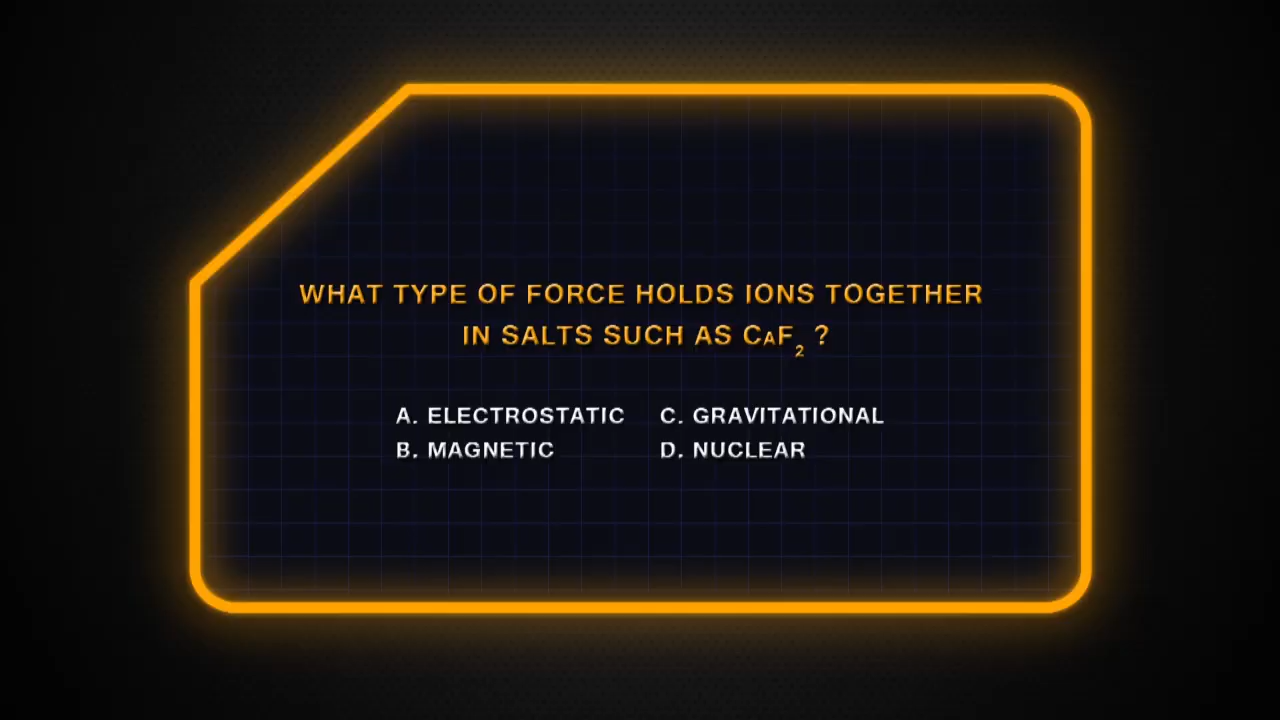 WHAT TYPE OF FORCE HOLDS IONS TOGETHER
IN SALTS SUCH AS CaF₂ ?
A. ELECTROSTATIC C. GRAVITATIONAL
B. MAGNETIC D. NUCLEAR